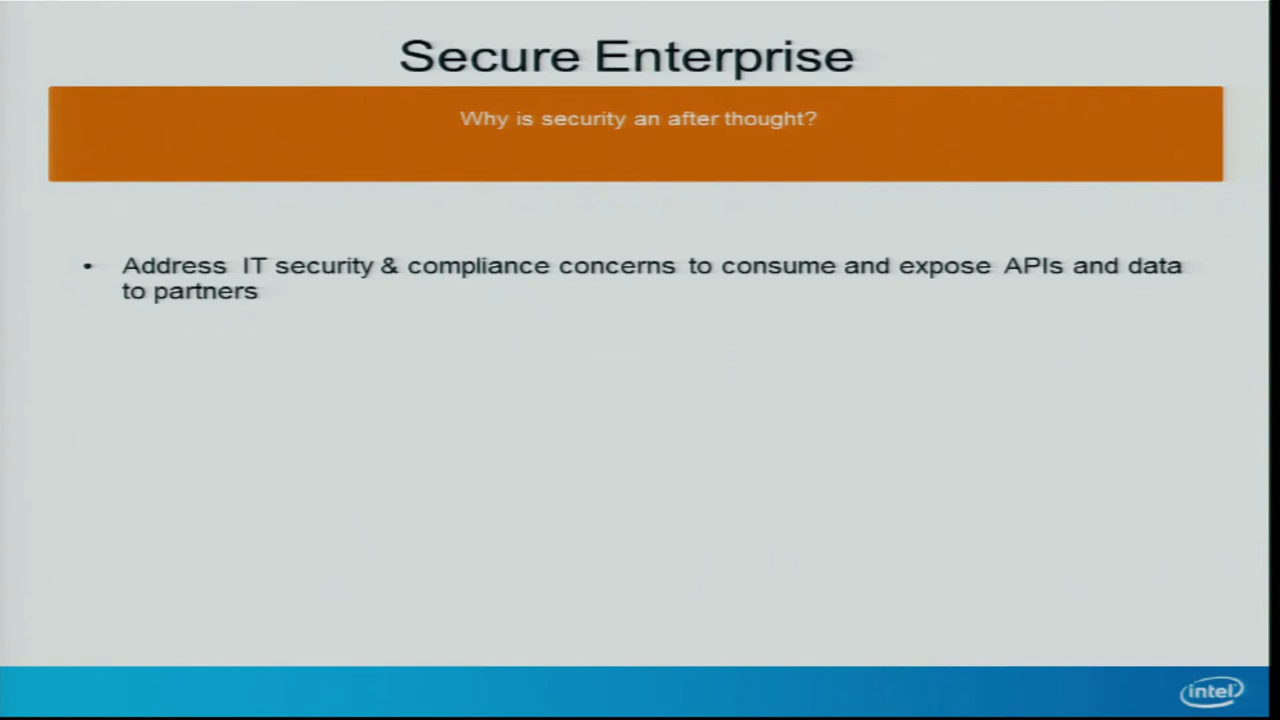 Secure Enterprise
Why is security an after thought?
• Address IT security & compliance concerns to consume and expose APIs and data
to partners
intel